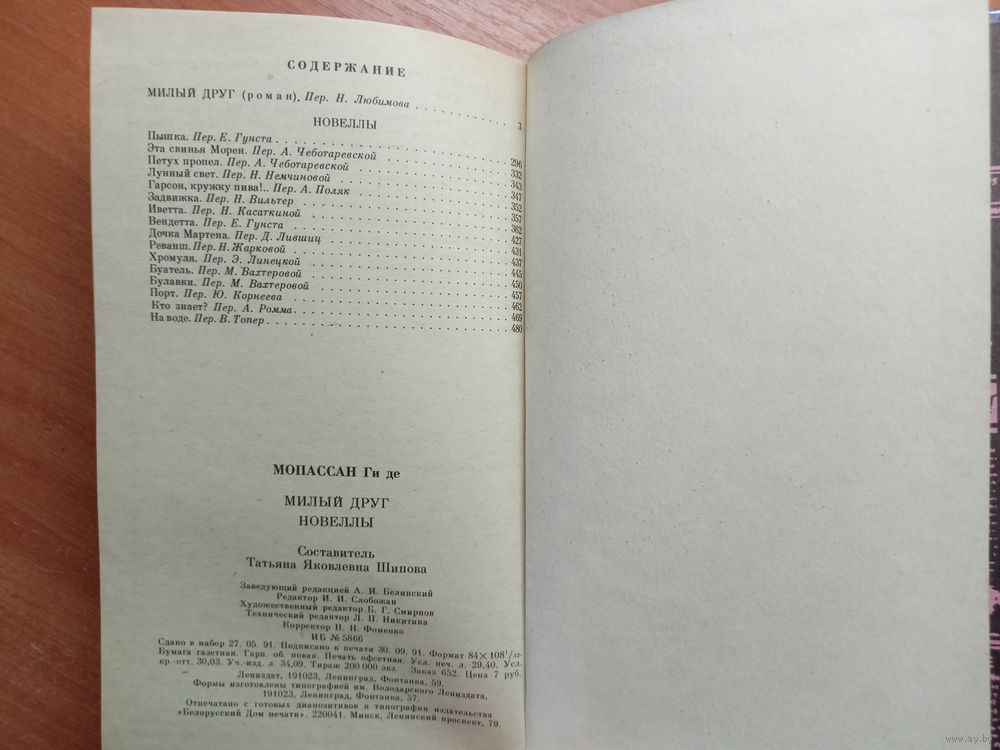 СОДЕРЖАНИЕ
МИЛЫЙ ДРУГ (роман). Пер. Н. Любимова . . . . . . . . 3
НОВЕЛЛЫ
Пышка. Пер. Е. Гунста . . . . . . . . 296
Эта свинья Морен. Пер. А. Чеботаревской . . . . . . . . 332
Петух пропел. Пер. А. Чеботаревской . . . . . . . . 343
Лунный свет. Пер. Н. Немчиновой . . . . . . . . 347
Гарсон, кружку пива!.. Пер. А. Поляк . . . . . . . . 352
Задвижка. Пер. Н. Вильтер . . . . . . . . 357
Иветта. Пер. Н. Касаткиной . . . . . . . . 362
Вендетта. Пер. Е. Гунста . . . . . . . . 427
Дочка Мартена. Пер. Д. Лившиц . . . . . . . . 431
Реванш. Пер. Н. Жарковой . . . . . . . . 437
Хромуля. Пер. Э. Линецкой . . . . . . . . 445
Буатель. Пер. М. Вахтеровой . . . . . . . . 450
Булавки. Пер. М. Вахтеровой . . . . . . . . 457
Порт. Пер. Ю. Корнеева . . . . . . . . 462
Кто знает? Пер. А. Ромма . . . . . . . . 469
На воде. Пер. В. Топер . . . . . . . . 480
МОПАССАН Ги де
МИЛЫЙ ДРУГ
НОВЕЛЛЫ
Составитель
Татьяна Яковлевна Шипова
Заведующий редакцией А. И. Белинский
Редактор И. И. Слобожан
Художественный редактор Б. Г. Смирнов
Технический редактор Л. П. Никитина
Корректор Н. Н. Фоменко
ИБ № 5866
Сдано в набор 27. 05. 91. Подписано к печати 30. 09. 91. Формат 84×108¹/₃₂.
Бумага газетная. Гарн. об. новая. Печать офсетная. Усл. печ. л. 29,40. Усл.
кр.-отт. 30,03. Уч.-изд. л. 34,09. Тираж 200 000 экз. Заказ 652. Цена 7 руб.
Лениздат, 191023, Ленинград, Фонтанка, 59.
Формы изготовлены типографией им. Володарского Лениздата,
191023, Ленинград, Фонтанка, 57.
Отпечатано с готовых диапозитивов в типографии издательства
«Белорусский Дом печати». 220041. Минск, Ленинский проспект, 79.
www.ay.by